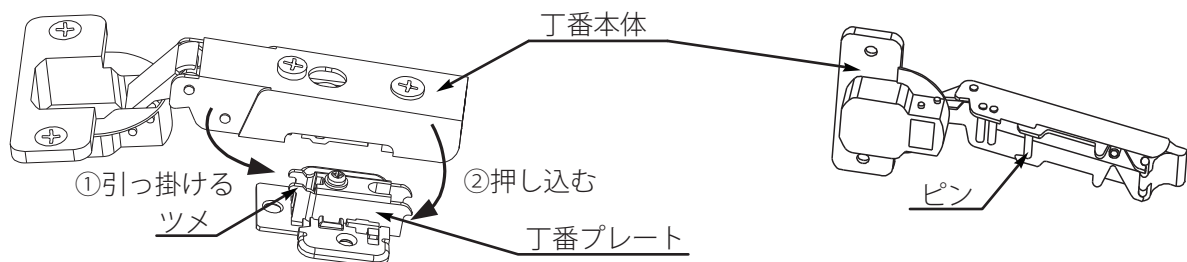 丁番本体
①引っ掛ける
②押し込む
ツメ
ピン
丁番プレート